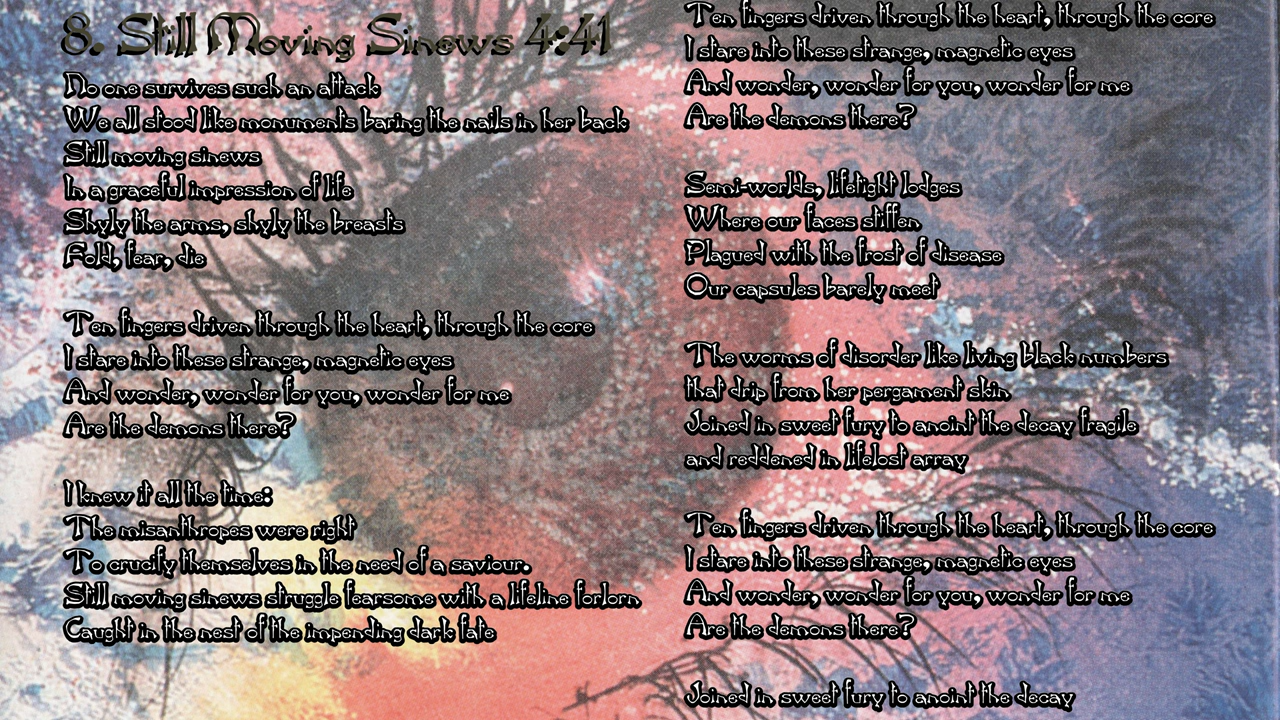 8. Still Moving Sinews 4:41
No one survives such an attack
We all stood like monuments baring the nails in her back
Still moving sinews
In a graceful impression of life
Shyly the arms, shyly the breasts
Fold, fear, die
Ten fingers driven through the heart, through the core
I stare into these strange, magnetic eyes
And wonder, wonder for you, wonder for me
Are the demons there?
I knew it all the time:
The misanthropes were right
To crucify themselves in the need of a saviour.
Still moving sinews struggle fearsome with a lifeline forlorn
Caught in the nest of the impending dark fate
Ten fingers driven through the heart, through the core
I stare into these strange, magnetic eyes
And wonder, wonder for you, wonder for me
Are the demons there?
Semi-worlds, lifetight lodges
Where our faces stiffen
Plagued with the frost of disease
Our capsules barely meet
The worms of disorder like living black numbers
that drip from her pergament skin
Joined in sweet fury to anoint the decay fragile
and reddened in lifelost array
Ten fingers driven through the heart, through the core
I stare into these strange, magnetic eyes
And wonder, wonder for you, wonder for me
Are the demons there?
Joined in sweet fury to anoint the decay